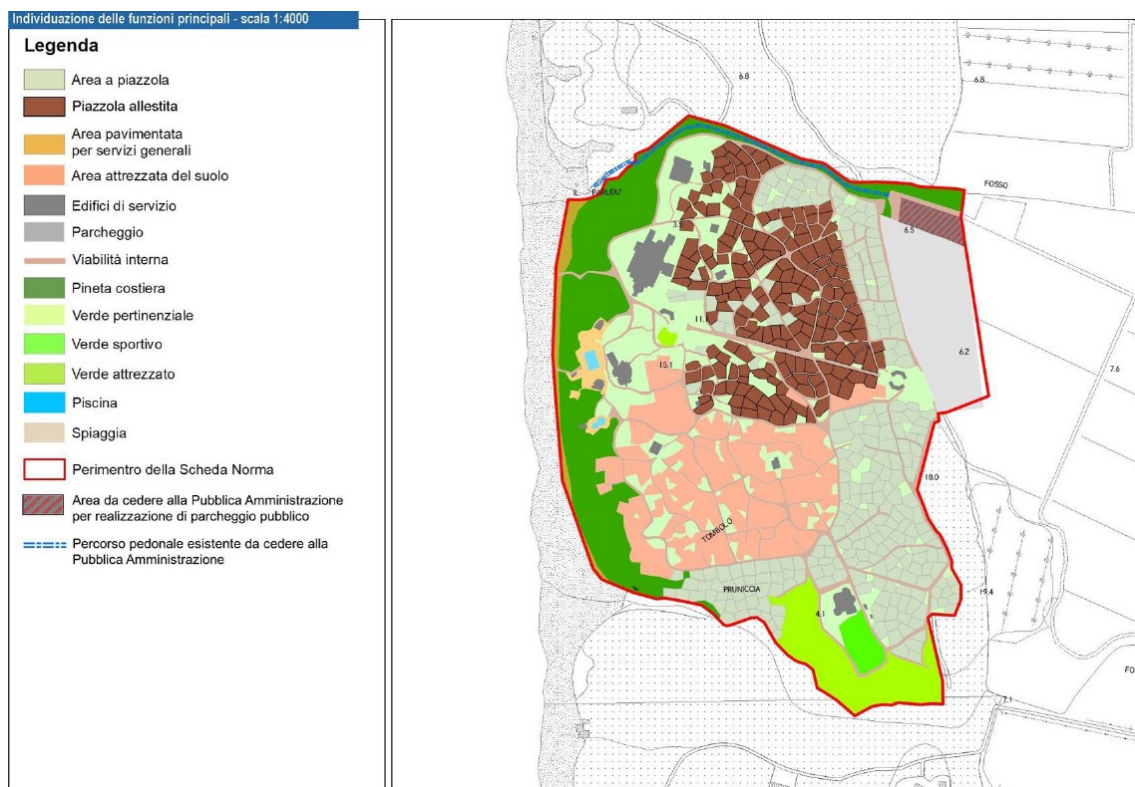 Individuazione delle funzioni principali - scala 1:4000
Legenda
Area a piazzola
Piazzola allestita
Area pavimentata
per servizi generali
Area attrezzata del suolo
Edifici di servizio
Parcheggio
Viabilità interna
Pineta costiera
Verde pertinenziale
Verde sportivo
Verde attrezzato
Piscina
Spiaggia
Perimetro della Scheda Norma
Area da cedere alla Pubblica Amministrazione
per realizzazione di parcheggio pubblico
Percorso pedonale esistente da cedere alla
Pubblica Amministrazione
6.8
6.8
FOSSO
IL
6.5
11.1
6.2
15.1
7.6
18.0
TOMBOLO
PRUNICCIA
19.4
4.1
FO
7.1